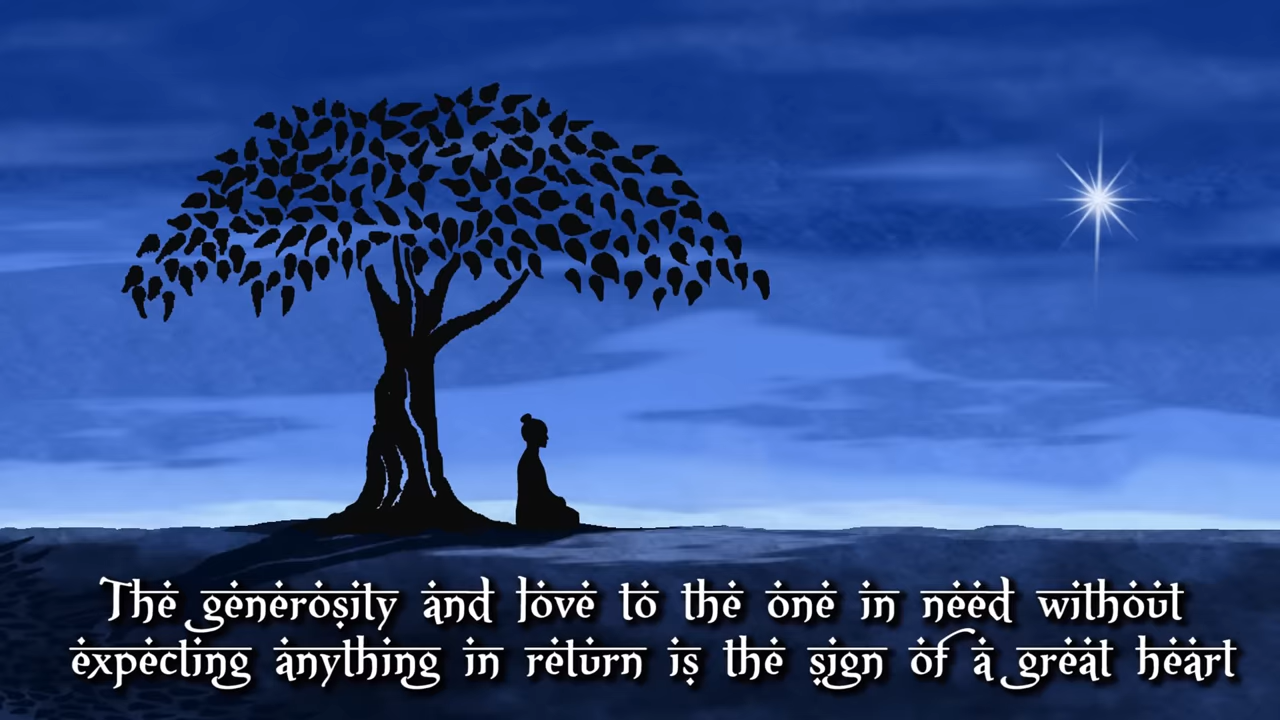 The generosity and love to the one in need without
expecting anything in return is the sign of a great heart